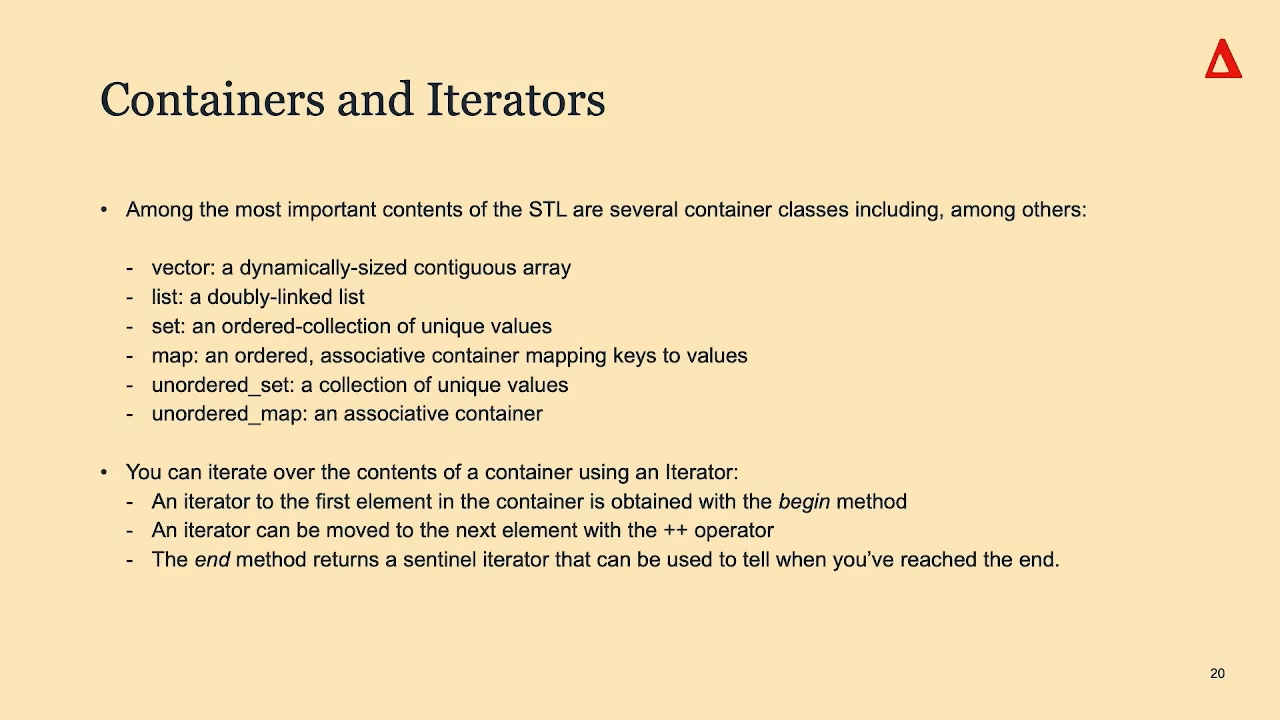 Containers and Iterators
• Among the most important contents of the STL are several container classes including, among others:
- vector: a dynamically-sized contiguous array
- list: a doubly-linked list
- set: an ordered-collection of unique values
- map: an ordered, associative container mapping keys to values
- unordered_set: a collection of unique values
- unordered_map: an associative container
• You can iterate over the contents of a container using an Iterator:
- An iterator to the first element in the container is obtained with the begin method
- An iterator can be moved to the next element with the ++ operator
- The end method returns a sentinel iterator that can be used to tell when you’ve reached the end.
20